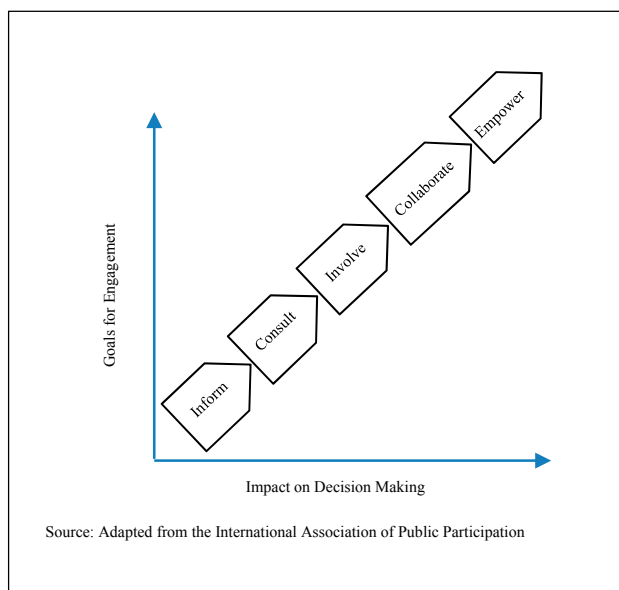 Empower
Collaborate
Involve
Consult
Inform
Goals for Engagement
Impact on Decision Making
Source: Adapted from the International Association of Public Participation